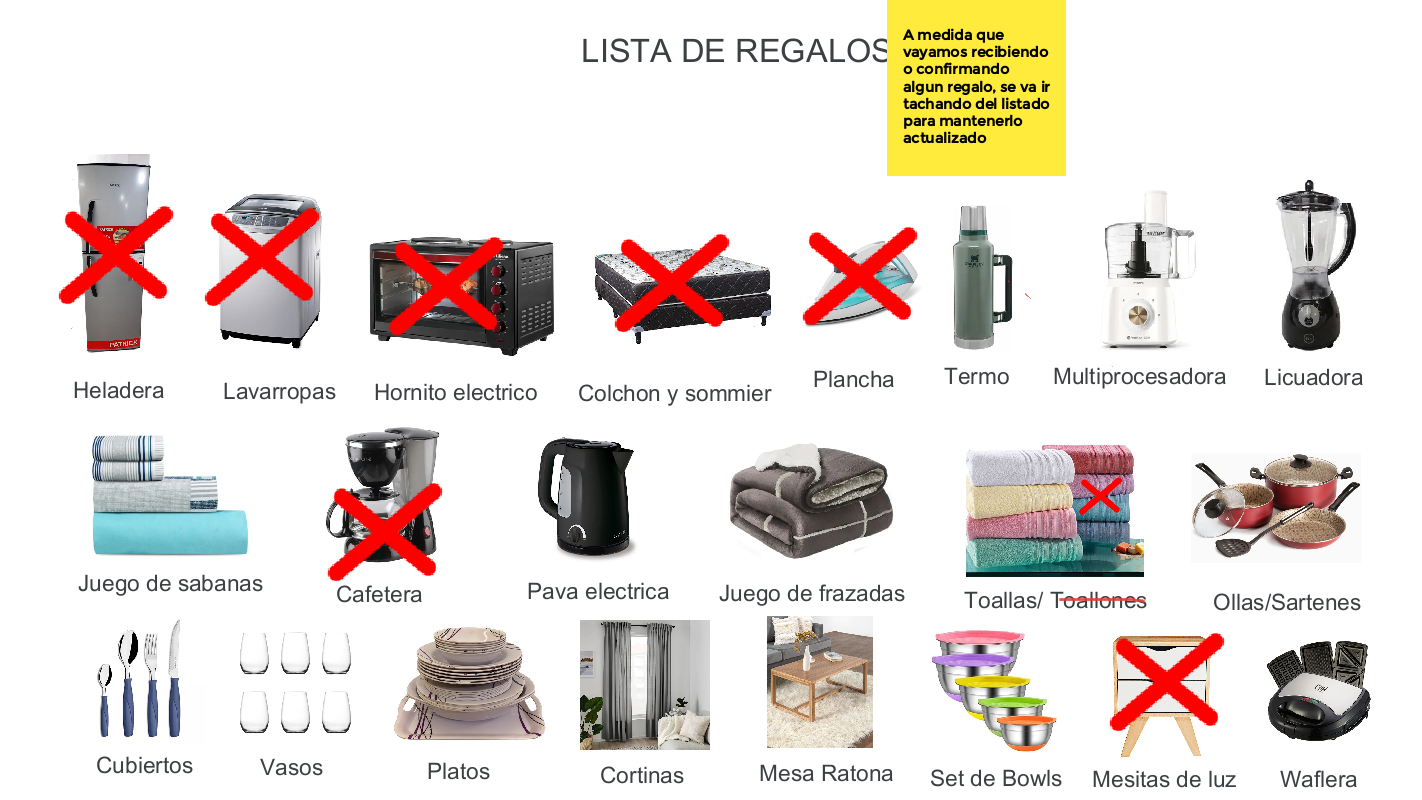 LISTA DE REGALOS
A medida que
vayamos recibiendo
o confirmando
algun regalo, se va ir
tachando del listado
para mantenerlo
actualizado
PATRICK
Heladera
Lavarropas
Hornito electrico
Colchon y sommier
Plancha
Termo
Multiprocesadora
Licuadora
Juego de sabanas
Cafetera
Pava electrica
Juego de frazadas
Toallas/ Toallones
Ollas/Sartenes
Cubiertos
Vasos
Platos
Cortinas
Mesa Ratona
Set de Bowls
Mesitas de luz
Waflera